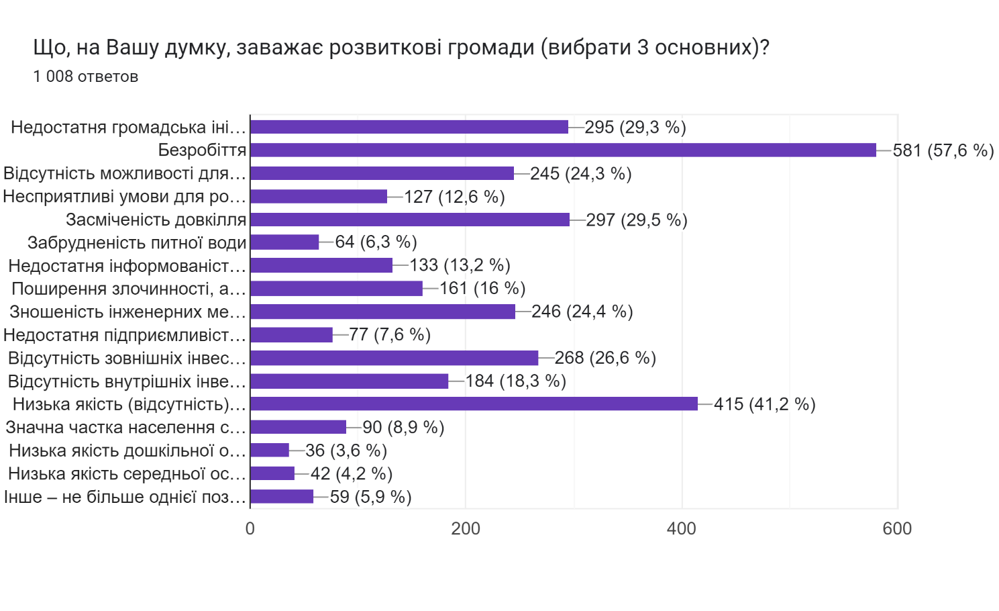 Що, на Вашу думку, заважає розвиткові громади (вибрати 3 основних)?
1 008 ответов
Недостатня громадська іні… 295 (29,3 %)
Безробіття 581 (57,6 %)
Відсутність можливості для… 245 (24,3 %)
Несприятливі умови для ро… 127 (12,6 %)
Засміченість довкілля 297 (29,5 %)
Забрудненість питної води 64 (6,3 %)
Недостатня інформованіст… 133 (13,2 %)
Поширення злочинності, а… 161 (16 %)
Зношеність інженерних ме… 246 (24,4 %)
Недостатня підприємливіст… 77 (7,6 %)
Відсутність зовнішніх інвес… 268 (26,6 %)
Відсутність внутрішніх інве… 184 (18,3 %)
Низька якість (відсутність)… 415 (41,2 %)
Значна частка населення с… 90 (8,9 %)
Низька якість дошкільної о… 36 (3,6 %)
Низька якість середньої ос… 42 (4,2 %)
Інше – не більше однієї поз… 59 (5,9 %)
0 200 400 600